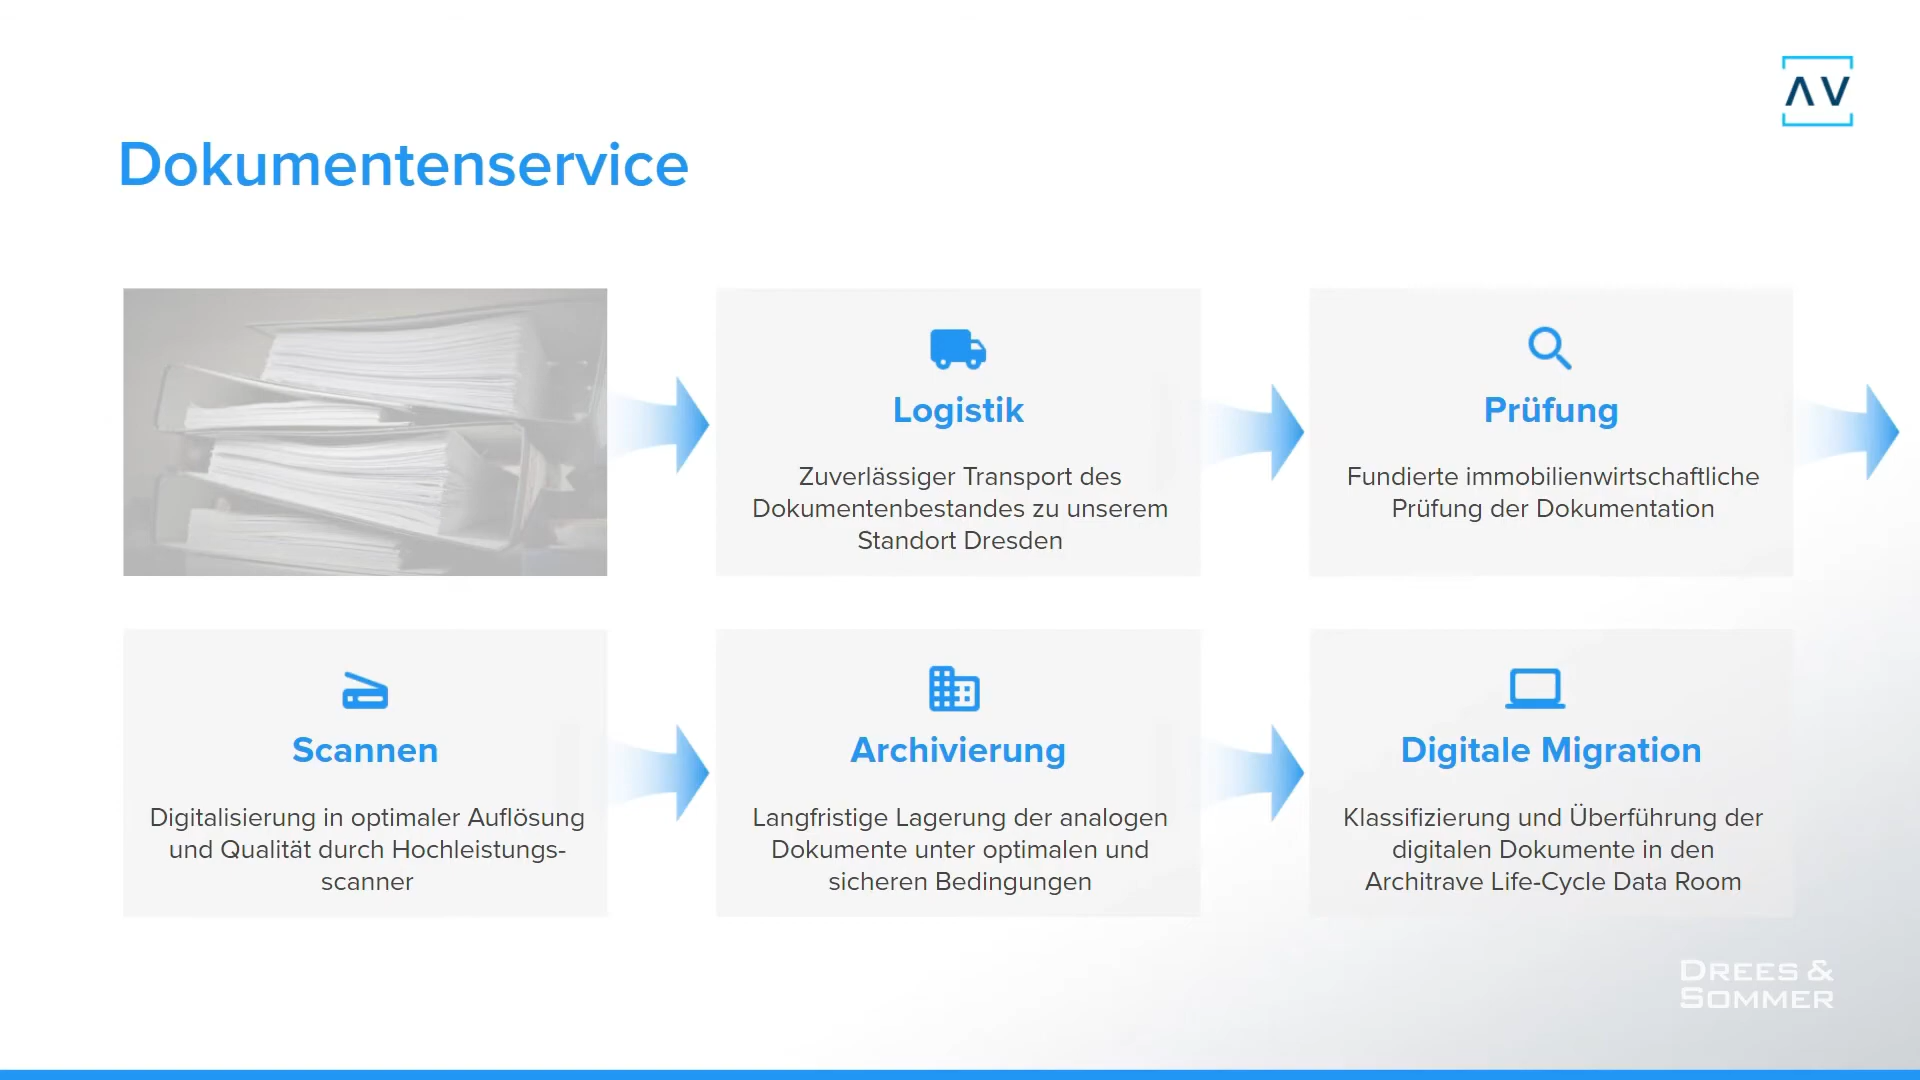 AV
Dokumentenservice
Logistik
Zuverlässiger Transport des
Dokumentenbestandes zu unserem
Standort Dresden
Prüfung
Fundierte immobilienwirtschaftliche
Prüfung der Dokumentation
Scannen
Digitalisierung in optimaler Auflösung
und Qualität durch Hochleistungs-
scanner
Archivierung
Langfristige Lagerung der analogen
Dokumente unter optimalen und
sicheren Bedingungen
Digitale Migration
Klassifizierung und Überführung der
digitalen Dokumente in den
Architrave Life-Cycle Data Room
DREES &
SOMMER